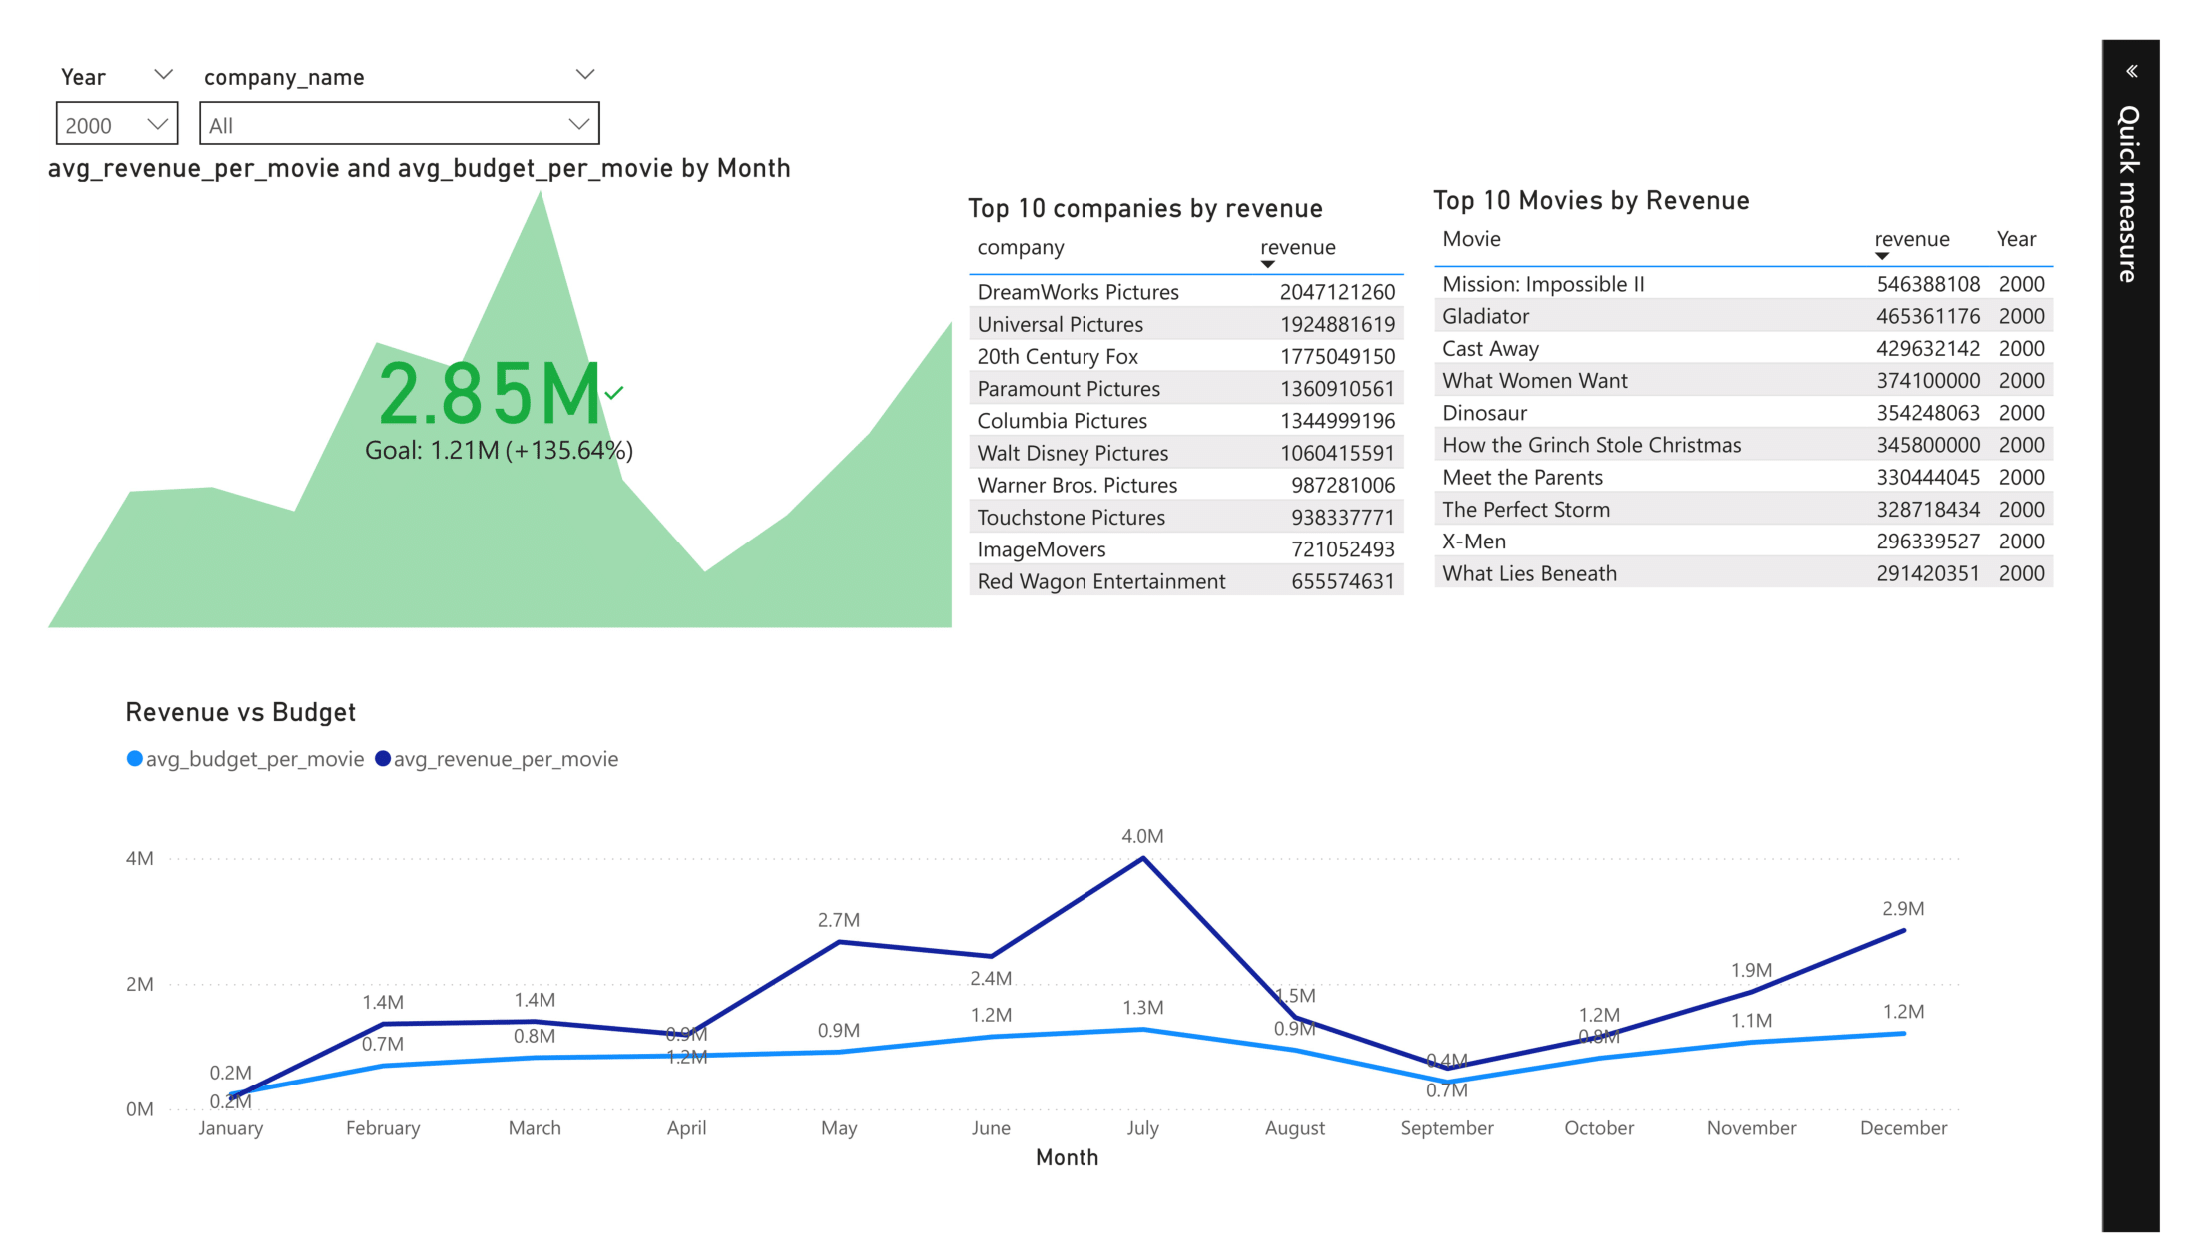 Year
company_name
2000
All
avg_revenue_per_movie and avg_budget_per_movie by Month
2.85M
Goal: 1.21M (+135.64%)
Top 10 companies by revenue
company revenue
DreamWorks Pictures 2047121260
Universal Pictures 1924881619
20th Century Fox 1775049150
Paramount Pictures 1360910561
Columbia Pictures 1344999196
Walt Disney Pictures 1060415591
Warner Bros. Pictures 987281006
Touchstone Pictures 938337771
ImageMovers 721052493
Red Wagon Entertainment 655574631
Top 10 Movies by Revenue
Movie revenue Year
Mission: Impossible II 546388108 2000
Gladiator 465361176 2000
Cast Away 429632142 2000
What Women Want 374100000 2000
Dinosaur 354248063 2000
How the Grinch Stole Christmas 345800000 2000
Meet the Parents 330444045 2000
The Perfect Storm 328718434 2000
X-Men 296339527 2000
What Lies Beneath 291420351 2000
Quick measure
Revenue vs Budget
avg_budget_per_movie avg_revenue_per_movie
4.0M
4M
2.9M
2.7M
1.9M
2.4M
2M
1.4M 1.4M 1.5M
1.2M 1.3M 1.2M 1.1M 1.2M
0.7M 0.8M 0.9M 0.9M 0.9M 0.8M
1.2M
0.4M
0.2M
0.7M
0.2M
0M
January February March April May June July August September October November December
Month